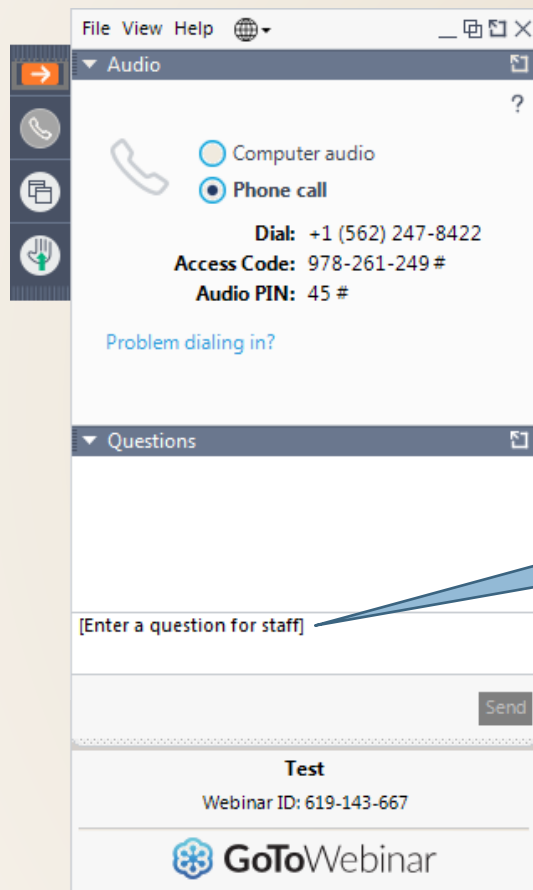 File View Help
Audio
?
Computer audio
Phone call
Dial: +1 (562) 247-8422
Access Code: 978-261-249 #
Audio PIN: 45 #
Problem dialing in?
Questions
[Enter a question for staff]
Send
Test
Webinar ID: 619-143-667
GoToWebinar